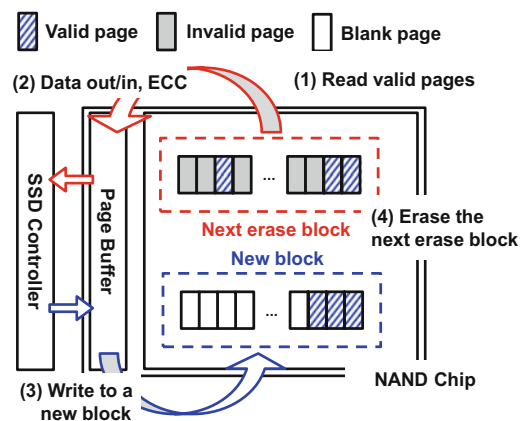 Valid page
Invalid page
Blank page
(2) Data out/in, ECC
(1) Read valid pages
SSD Controller
Page Buffer
...
Next erase block
(4) Erase the
next erase block
New block
...
(3) Write to a
new block
NAND Chip